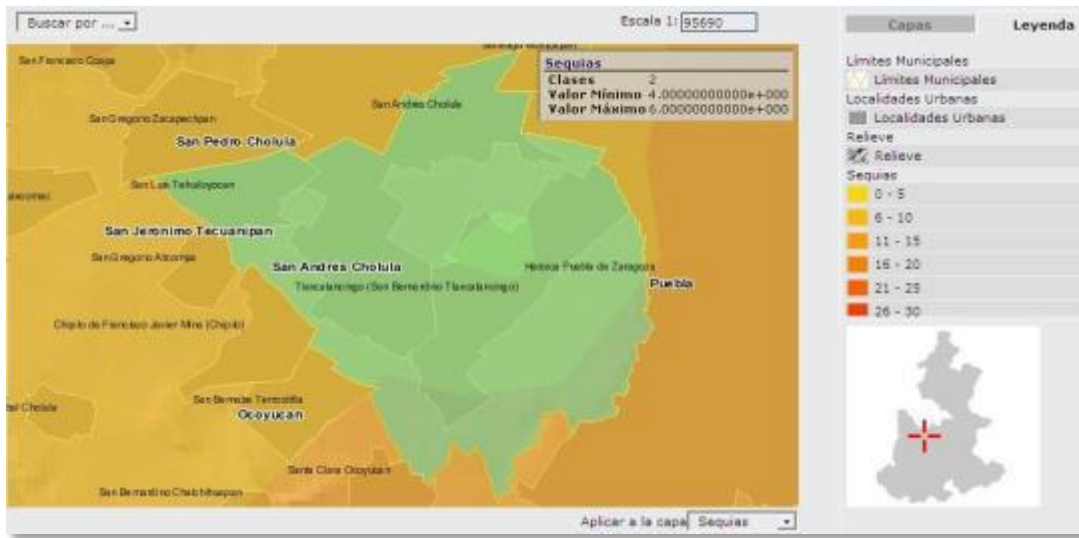 Buscar por ...
Escala 1: 95690
Capas
Leyenda
San Francisco Coapa
Sequias
Clases 2
Valor Mínimo 4.00000000000e+000
Valor Máximo 6.00000000000e+000
San Andres Cholula
San Gregorio Zacapechpan
San Pedro Cholula
San Luis Tehuiloyocan
San Jeronimo Tecuanipan
San Gregorio Atzompa
San Andres Cholula
Heroica Puebla de Zaragoza
Tlaxcalancingo (San Bernardino Tlaxcalancingo)
Puebla
Chipilo de Francisco Javier Mina (Chipilo)
San Bernabe Temoxtitla
Cholula
Ocoyucan
Santa Clara Ocoyucan
San Bernardino Chalchihuapan
Límites Municipales
Límites Municipales
Localidades Urbanas
Localidades Urbanas
Relieve
Relieve
Sequias
0 - 5
6 - 10
11 - 15
16 - 20
21 - 25
26 - 30
Aplicar a la capa Sequias